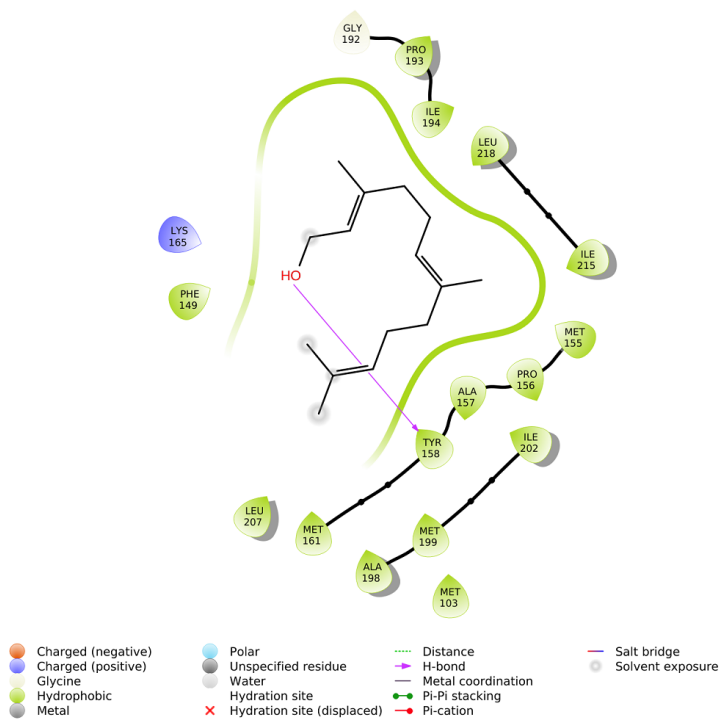 GLY
192
PRO
193
ILE
194
LEU
218
LYS
165
ILE
215
HO
PHE
149
MET
155
PRO
156
ALA
157
TYR
158
ILE
202
LEU
207
MET
161
MET
199
ALA
198
MET
103
Charged (negative)
Charged (positive)
Glycine
Hydrophobic
Metal
Polar
Unspecified residue
Water
Hydration site
Hydration site (displaced)
Distance
H-bond
Metal coordination
Pi-Pi stacking
Pi-cation
Salt bridge
Solvent exposure